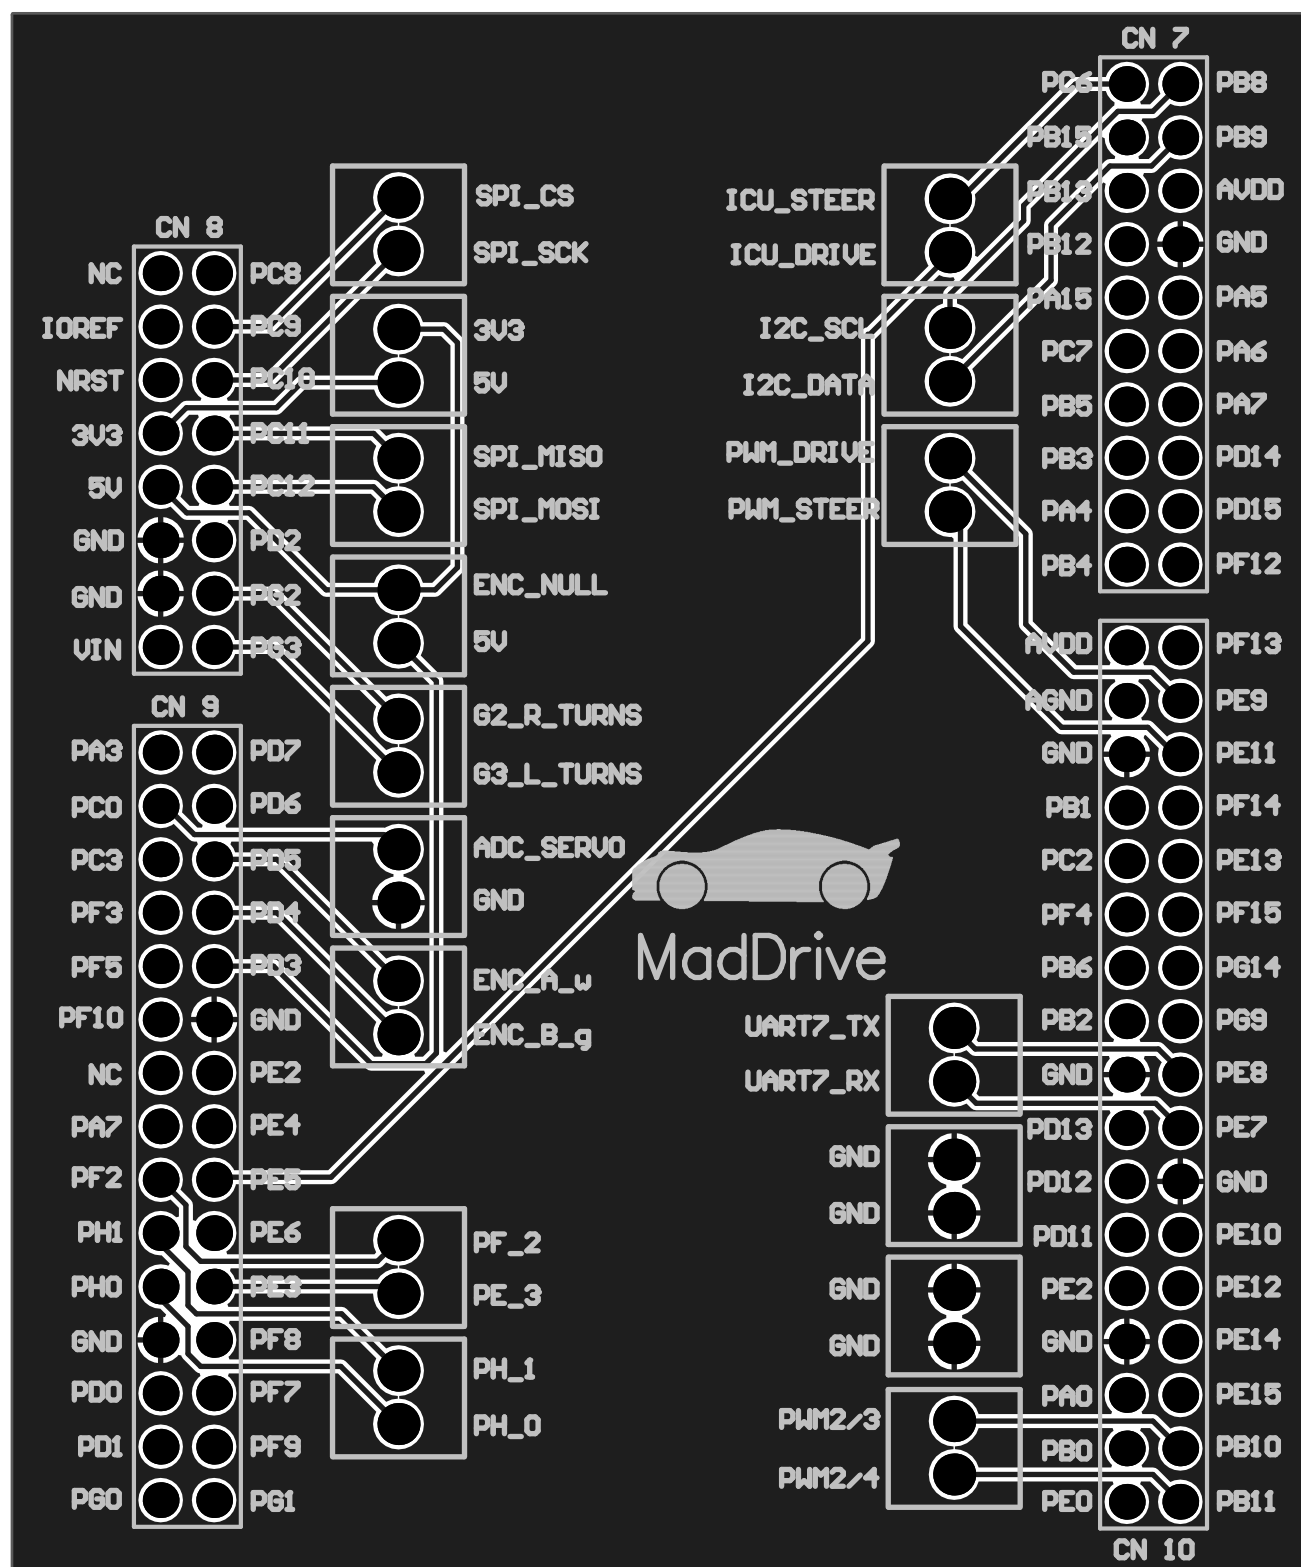 CN 7
PC6
PB8
PB15
PB9
PB13
AVDD
PB12
GND
PA15
PA5
PC7
PA6
PB5
PA7
PB3
PD14
PA4
PD15
PB4
PF12
CN 8
NC
PC8
IOREF
PC9
NRST
PC10
3V3
PC11
5V
PC12
GND
PD2
GND
PG2
VIN
PG3
SPI_CS
SPI_SCK
3V3
5V
SPI_MISO
SPI_MOSI
ENC_NULL
5V
G2_R_TURNS
G3_L_TURNS
ADC_SERVO
GND
ENC_A_w
ENC_B_g
PF_2
PE_3
PH_1
PH_0
ICU_STEER
ICU_DRIVE
I2C_SCL
I2C_DATA
PWM_DRIVE
PWM_STEER
MadDrive
UART7_TX
UART7_RX
GND
GND
GND
GND
PWM2/3
PWM2/4
CN 9
PA3
PD7
PC0
PD6
PC3
PD5
PF3
PD4
PF5
PD3
PF10
GND
NC
PE2
PA7
PE4
PF2
PE5
PH1
PE6
PH0
PE3
GND
PF8
PD0
PF7
PD1
PF9
PG0
PG1
AVDD
PF13
AGND
PE9
GND
PE11
PB1
PF14
PC2
PE13
PF4
PF15
PB6
PG14
PB2
PG9
GND
PE8
PD13
PE7
PD12
GND
PD11
PE10
PE2
PE12
GND
PE14
PA0
PE15
PB0
PB10
PE0
PB11
CN 10